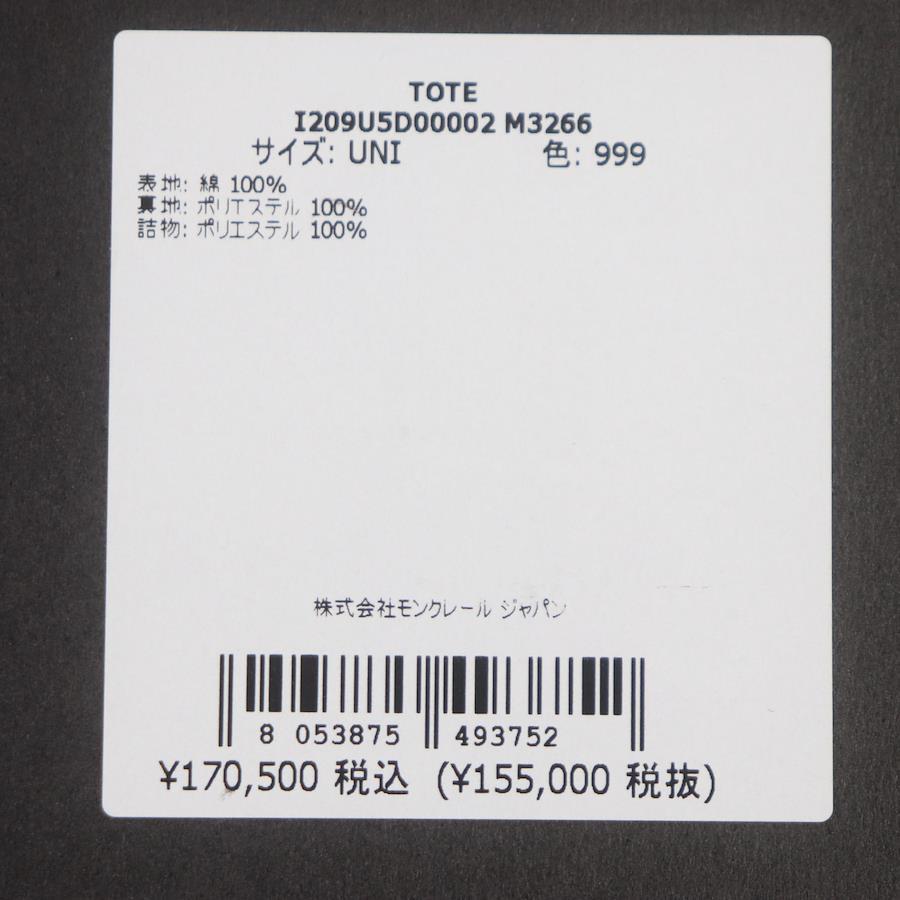 TOTE
I209U5D00002 M3266
サイズ: UNI 色: 999
表地: 綿 100%
裏地: ポリエステル 100%
詰物: ポリエステル 100%
株式会社モンクレール ジャパン
8 053875 493752
¥170,500 税込 (¥155,000 税抜)